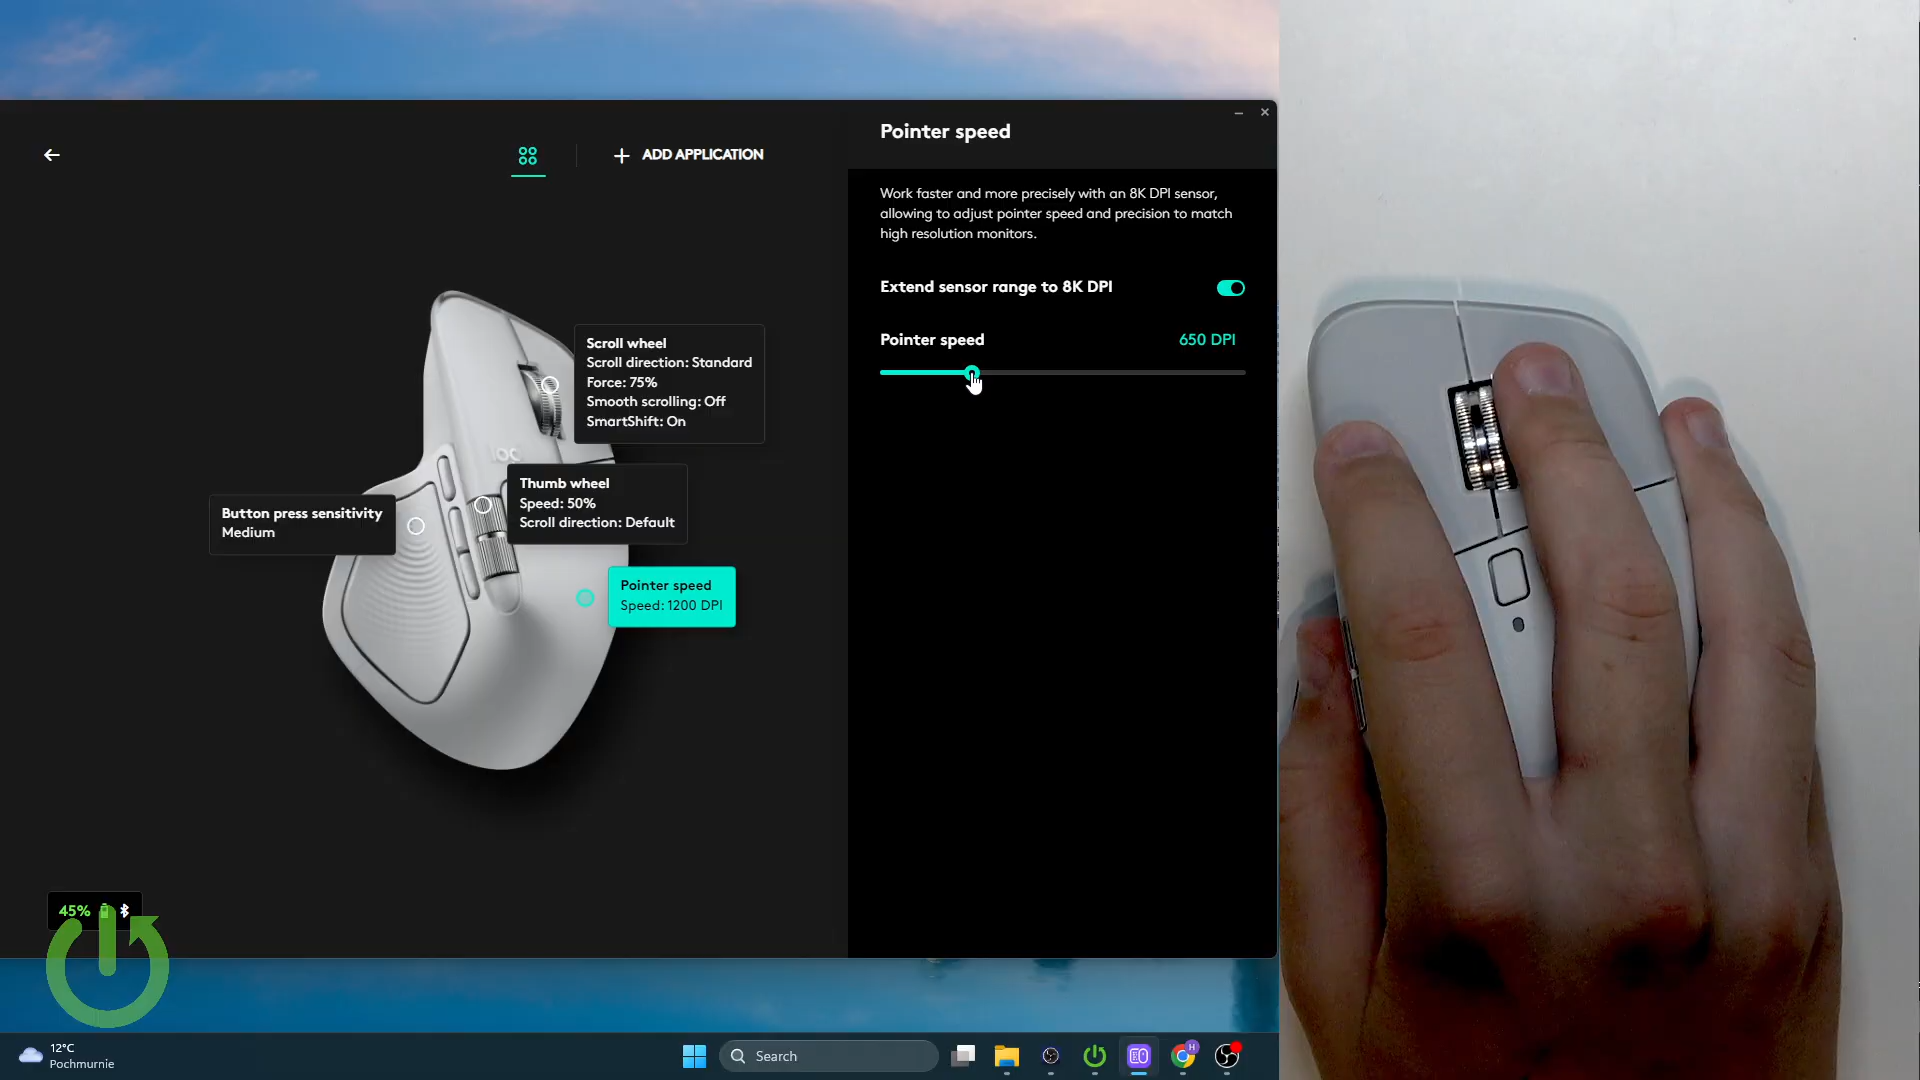 ADD APPLICATION
Pointer speed
Work faster and more precisely with an 8K DPI sensor,
allowing to adjust pointer speed and precision to match
high resolution monitors.
Extend sensor range to 8K DPI
Pointer speed
650 DPI
Scroll wheel
Scroll direction: Standard
Force: 75%
Smooth scrolling: Off
SmartShift: On
Thumb wheel
Speed: 50%
Scroll direction: Default
Button press sensitivity
Medium
Pointer speed
Speed: 1200 DPI
45%
12°C
Pochmurnie
Search
H